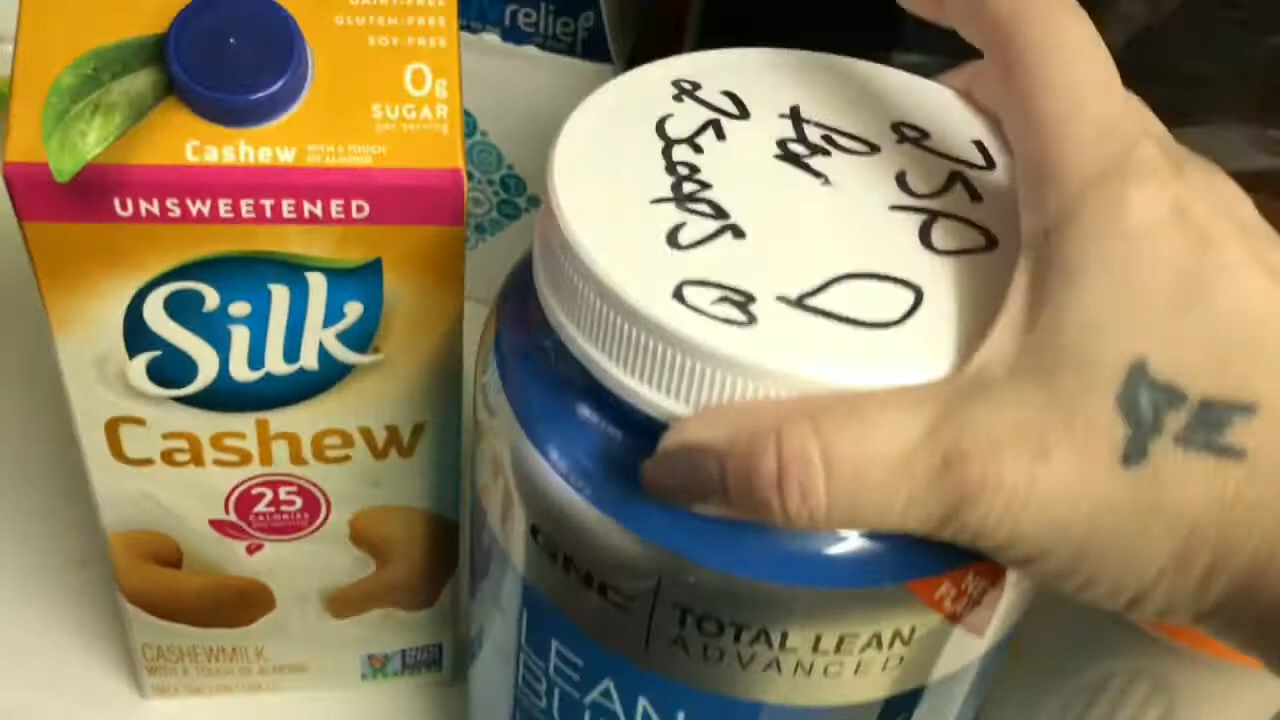 DAIRY-FREE
GLUTEN-FREE
SOY-FREE
0g
SUGAR
per serving
Cashew WITH A TOUCH
OF ALMOND
UNSWEETENED
Silk
Cashew
25
CALORIES
CASHEWMILK
WITH A TOUCH OF ALMOND
relief
250
for
2 Scoops
GNC
TOTAL LEAN
ADVANCED
LEAN